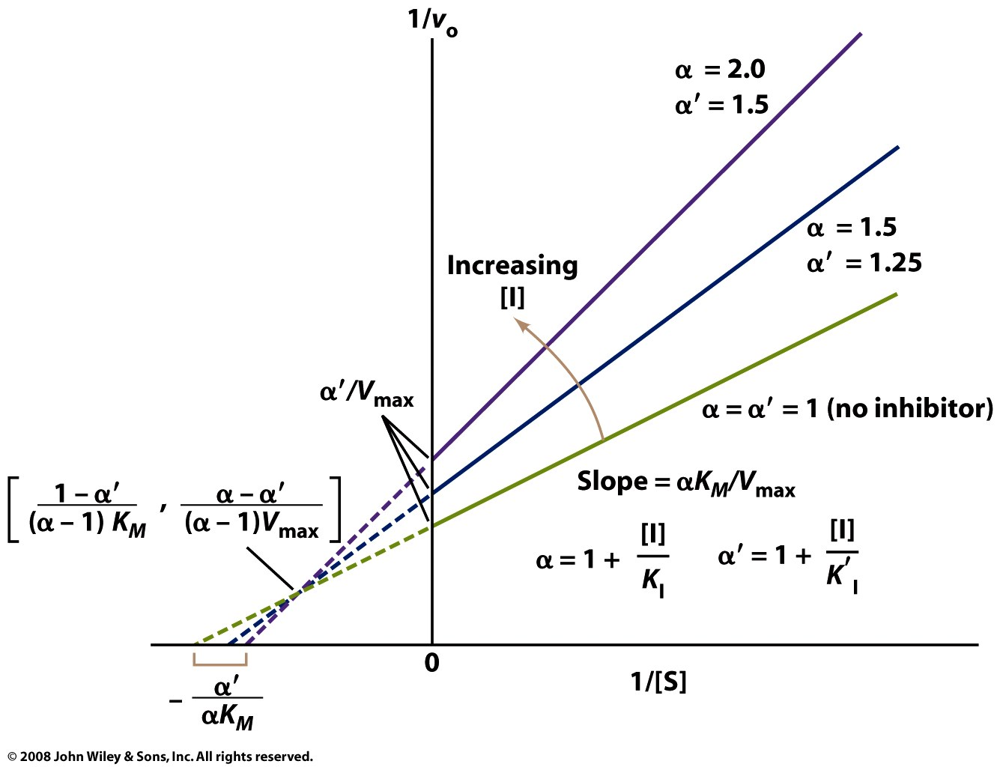 1/vₒ
α = 2.0
α′ = 1.5
α = 1.5
α′ = 1.25
Increasing
[I]
α′/Vmax
α = α′ = 1 (no inhibitor)
Slope = αKM/Vmax
[ (1 – α′)/((α – 1) KM) , (α – α′)/((α – 1)Vmax) ]
α = 1 + [I]/KI
α′ = 1 + [I]/K′I
0
1/[S]
– α′/(αKM)
© 2008 John Wiley & Sons, Inc. All rights reserved.